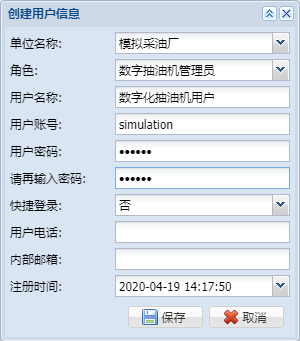 创建用户信息
单位名称: 模拟采油厂
角色: 数字抽油机管理员
用户名称: 数字化抽油机用户
用户账号: simulation
用户密码: ••••••
请再输入密码: ••••••
快捷登录: 否
用户电话:
内部邮箱:
注册时间: 2020-04-19 14:17:50
保存 取消